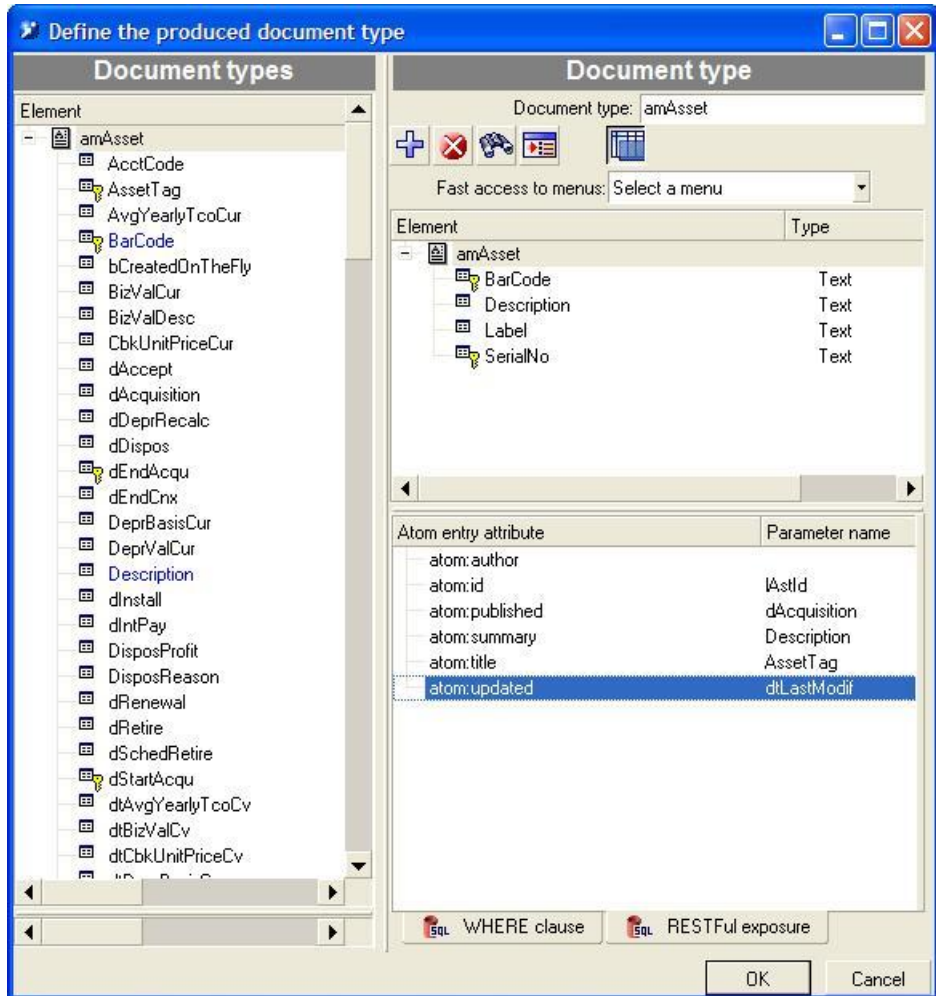 Define the produced document type
Document types
Element
amAsset
AcctCode
AssetTag
AvgYearlyTcoCur
BarCode
bCreatedOnTheFly
BizValCur
BizValDesc
CbkUnitPriceCur
dAccept
dAcquisition
dDeprRecalc
dDispos
dEndAcqu
dEndCnx
DeprBasisCur
DeprValCur
Description
dInstall
dIntPay
DisposProfit
DisposReason
dRenewal
dRetire
dSchedRetire
dStartAcqu
dtAvgYearlyTcoCv
dtBizValCv
dtCbkUnitPriceCv
Document type
Document type: amAsset
Fast access to menus: Select a menu
Element Type
amAsset
BarCode Text
Description Text
Label Text
SerialNo Text
Atom entry attribute Parameter name
atom:author
atom:id lAstId
atom:published dAcquisition
atom:summary Description
atom:title AssetTag
atom:updated dtLastModif
SQL WHERE clause SQL RESTFul exposure
OK Cancel